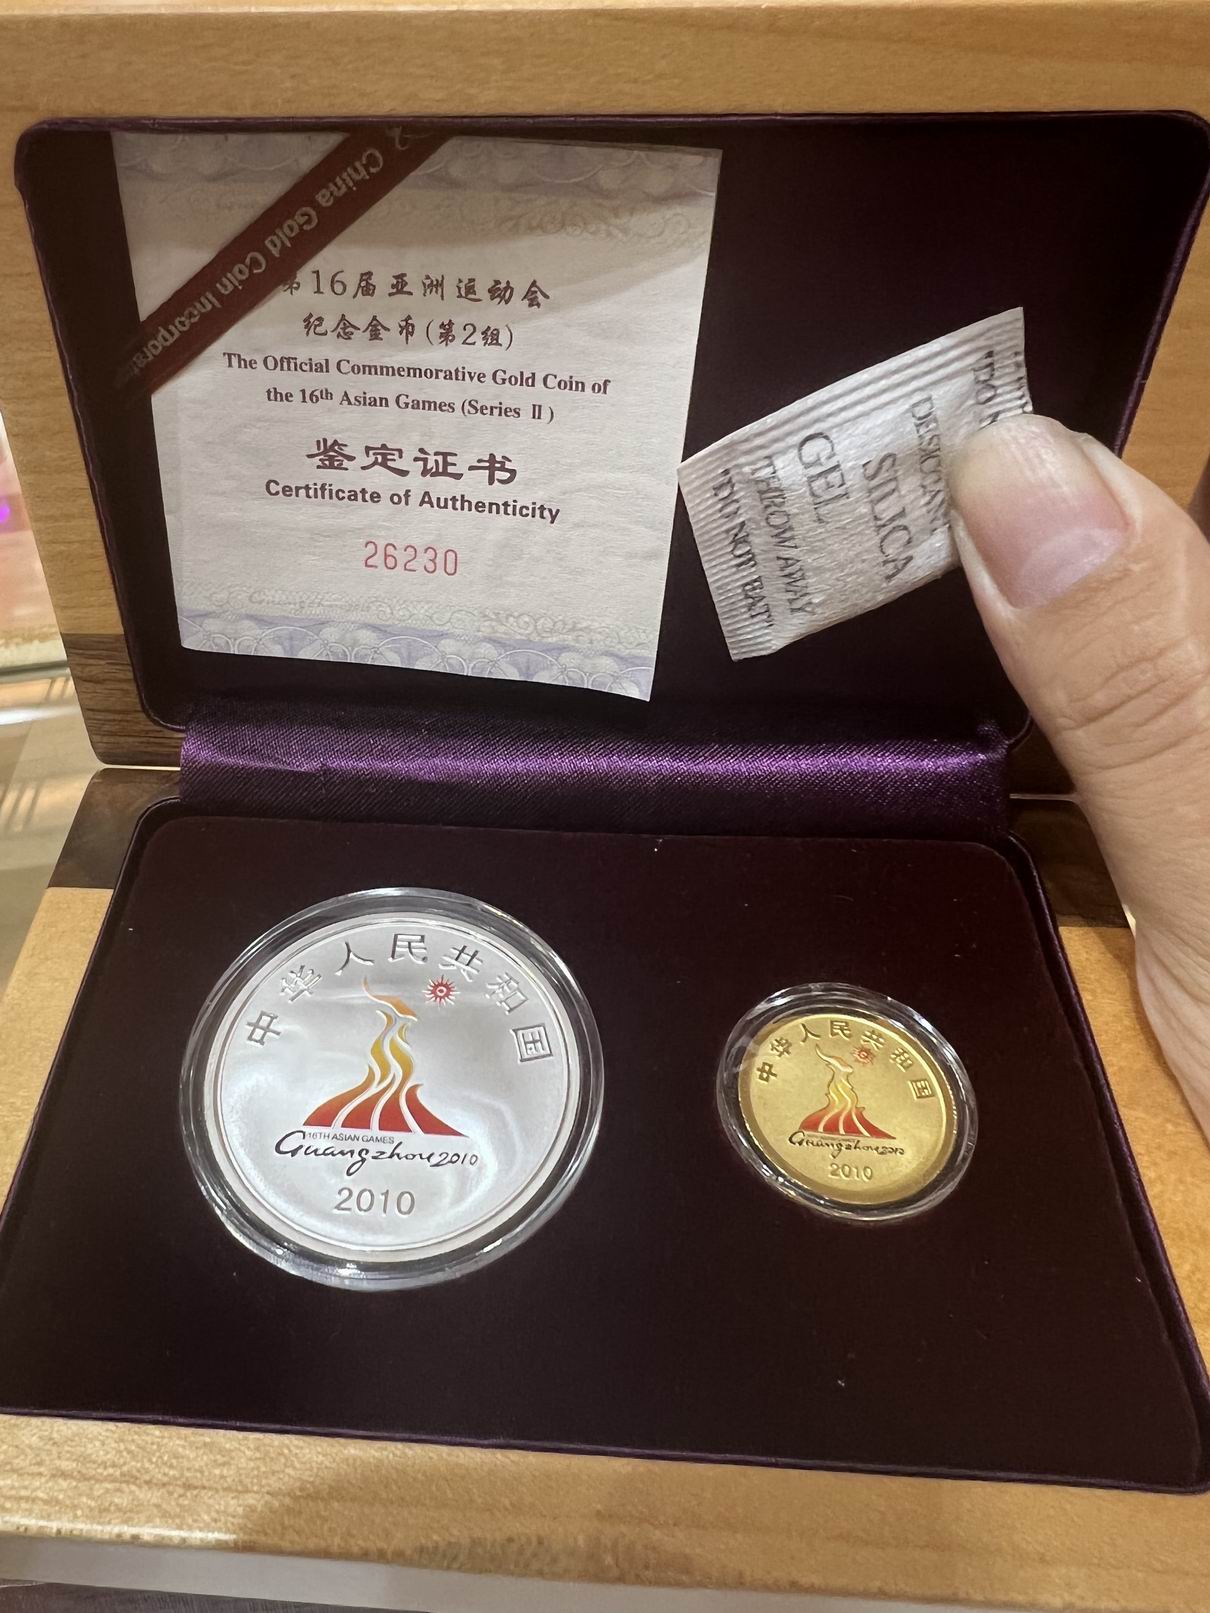 China Gold Coin Incorporat
第16届亚洲运动会
纪念金币(第2组)
The Official Commemorative Gold Coin of
the 16th Asian Games (Series Ⅱ)
鉴定证书
Certificate of Authenticity
26230
"DO N
DESICCAN
SILICA
GEL
THROW AWAY
"DO NOT EAT"
中华人民共和国
16TH ASIAN GAMES
Guangzhou 2010
2010
中华人民共和国
Guangzhou 2010
2010